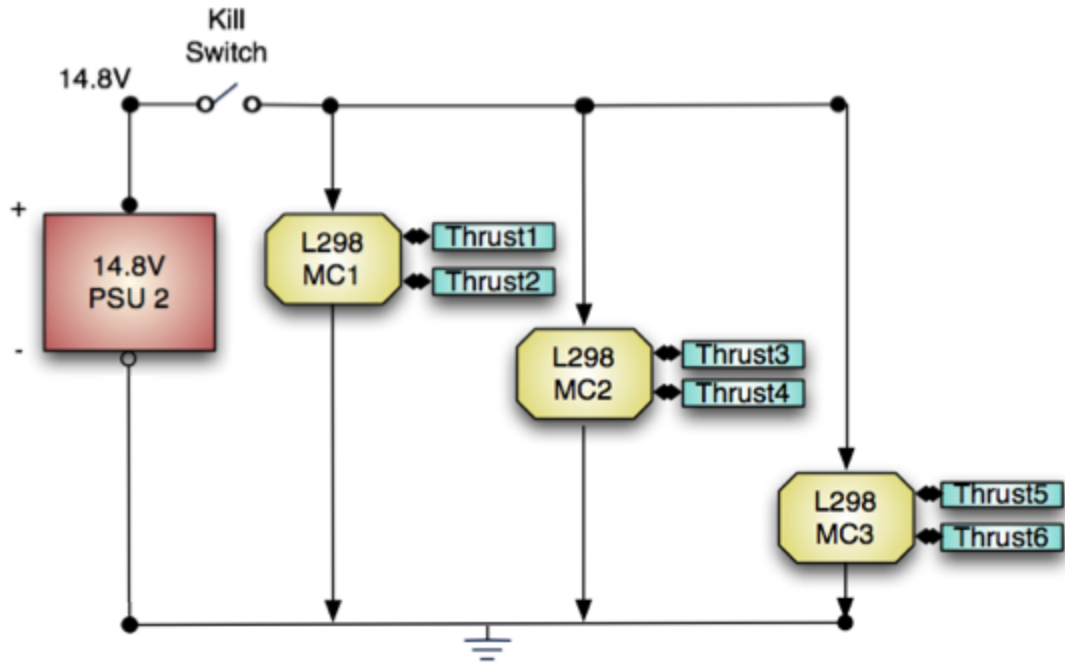 Kill
Switch
14.8V
+
14.8V
PSU 2
-
L298
MC1
Thrust1
Thrust2
L298
MC2
Thrust3
Thrust4
L298
MC3
Thrust5
Thrust6